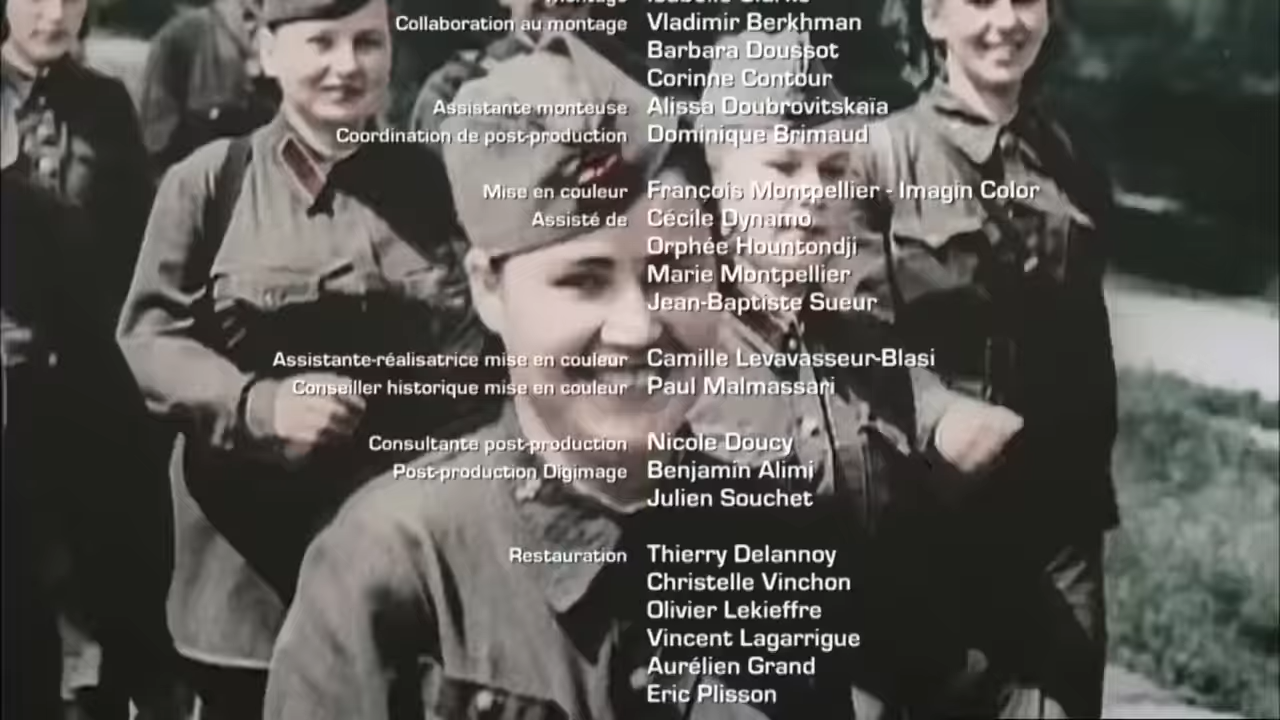 Collaboration au montage Vladimir Berkhman
Barbara Doussot
Corinne Contour
Assistante monteuse Alissa Doubrovitskaïa
Coordination de post-production Dominique Brimaud
Mise en couleur François Montpellier - Imagin Color
Assisté de Cécile Dynamo
Orphée Hountondji
Marie Montpellier
Jean-Baptiste Sueur
Assistante-réalisatrice mise en couleur Camille Levavasseur-Blasi
Conseiller historique mise en couleur Paul Malmassari
Consultante post-production Nicole Doucy
Post-production Digimage Benjamin Alimi
Julien Souchet
Restauration Thierry Delannoy
Christelle Vinchon
Olivier Lekieffre
Vincent Lagarrigue
Aurélien Grand
Eric Plisson